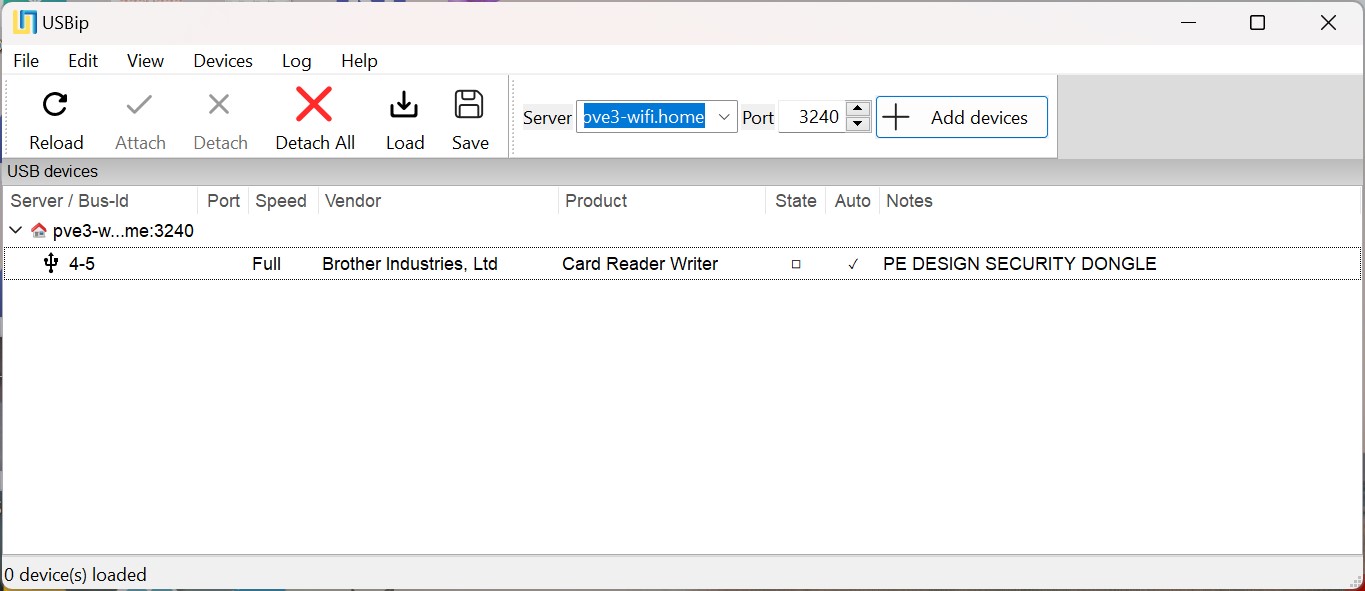 USBip
File Edit View Devices Log Help
Reload Attach Detach Detach All Load Save Server pve3-wifi.home Port 3240 Add devices
USB devices
Server / Bus-Id Port Speed Vendor Product State Auto Notes
pve3-w...me:3240
4-5 Full Brother Industries, Ltd Card Reader Writer ✓ PE DESIGN SECURITY DONGLE
0 device(s) loaded